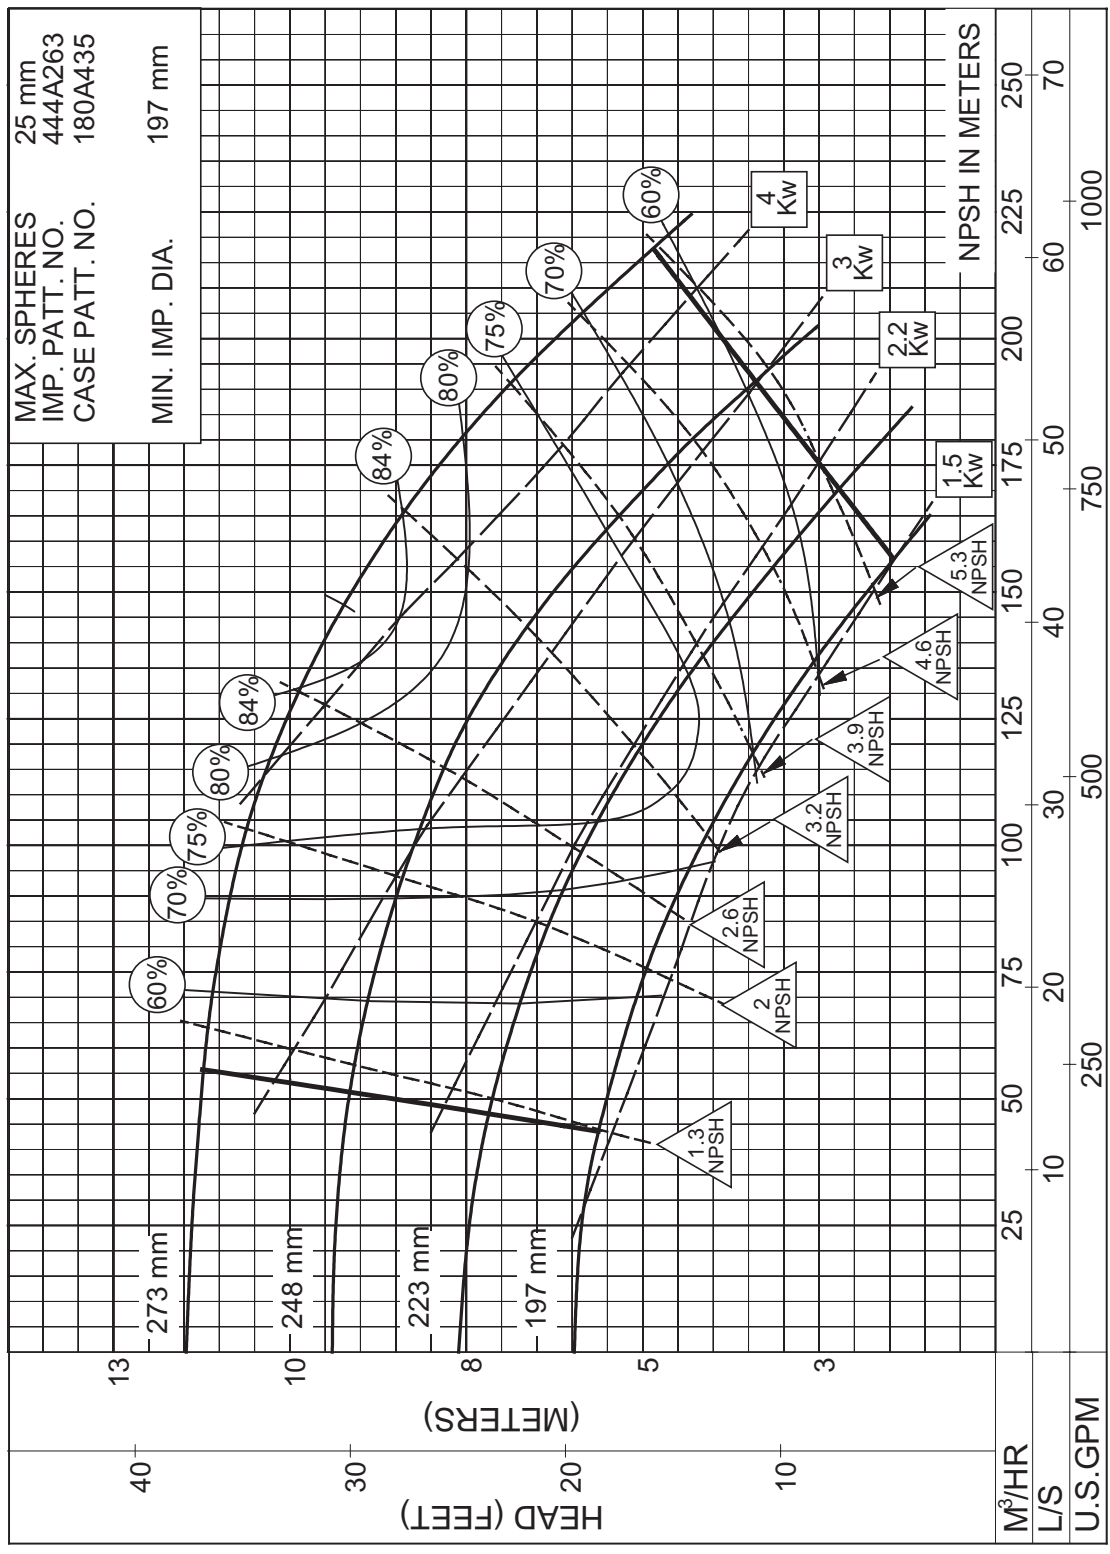 MAX. SPHERES 25 mm
IMP. PATT. NO. 444A263
CASE PATT. NO. 180A435
MIN. IMP. DIA. 197 mm
HEAD (FEET)
40
30
20
10
(METERS)
13
10
8
5
3
273 mm
248 mm
223 mm
197 mm
60%
70%
75%
80%
84%
84%
80%
75%
70%
60%
4
Kw
3
Kw
2.2
Kw
1.5
Kw
1.3
NPSH
2
NPSH
2.6
NPSH
3.2
NPSH
3.9
NPSH
4.6
NPSH
5.3
NPSH
NPSH IN METERS
M³/HR 25 50 75 100 125 150 175 200 225 250
L/S 10 20 30 40 50 60 70
U.S.GPM 250 500 750 1000